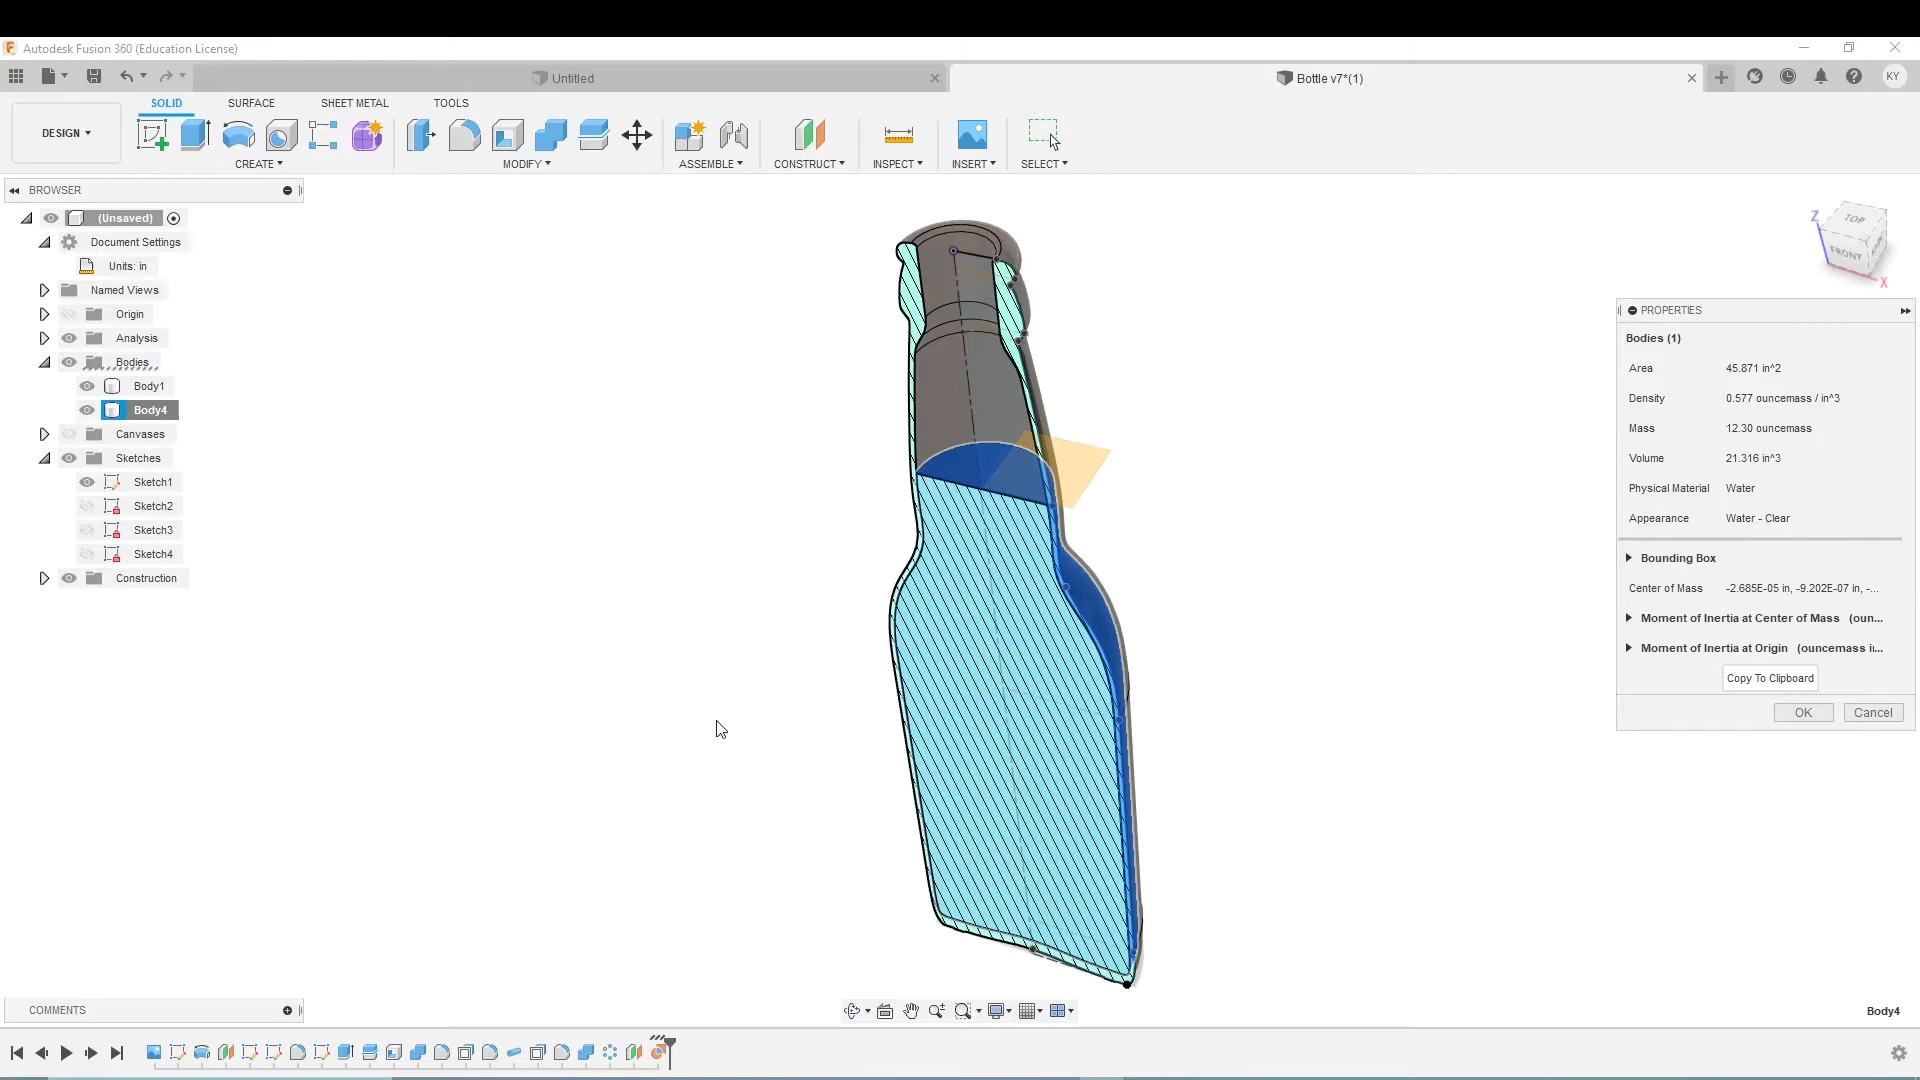 Autodesk Fusion 360 (Education License)
Untitled
Bottle v7*(1)
KY
DESIGN
SOLID
SURFACE
SHEET METAL
TOOLS
CREATE
MODIFY
ASSEMBLE
CONSTRUCT
INSPECT
INSERT
SELECT
BROWSER
(Unsaved)
Document Settings
Units: in
Named Views
Origin
Analysis
Bodies
Body1
Body4
Canvases
Sketches
Sketch1
Sketch2
Sketch3
Sketch4
Construction
Z
TOP
FRONT
X
PROPERTIES
Bodies (1)
Area 45.871 in^2
Density 0.577 ouncemass / in^3
Mass 12.30 ouncemass
Volume 21.316 in^3
Physical Material Water
Appearance Water - Clear
Bounding Box
Center of Mass -2.685E-05 in, -9.202E-07 in, -...
Moment of Inertia at Center of Mass (oun...
Moment of Inertia at Origin (ouncemass i...
Copy To Clipboard
OK Cancel
COMMENTS
Body4